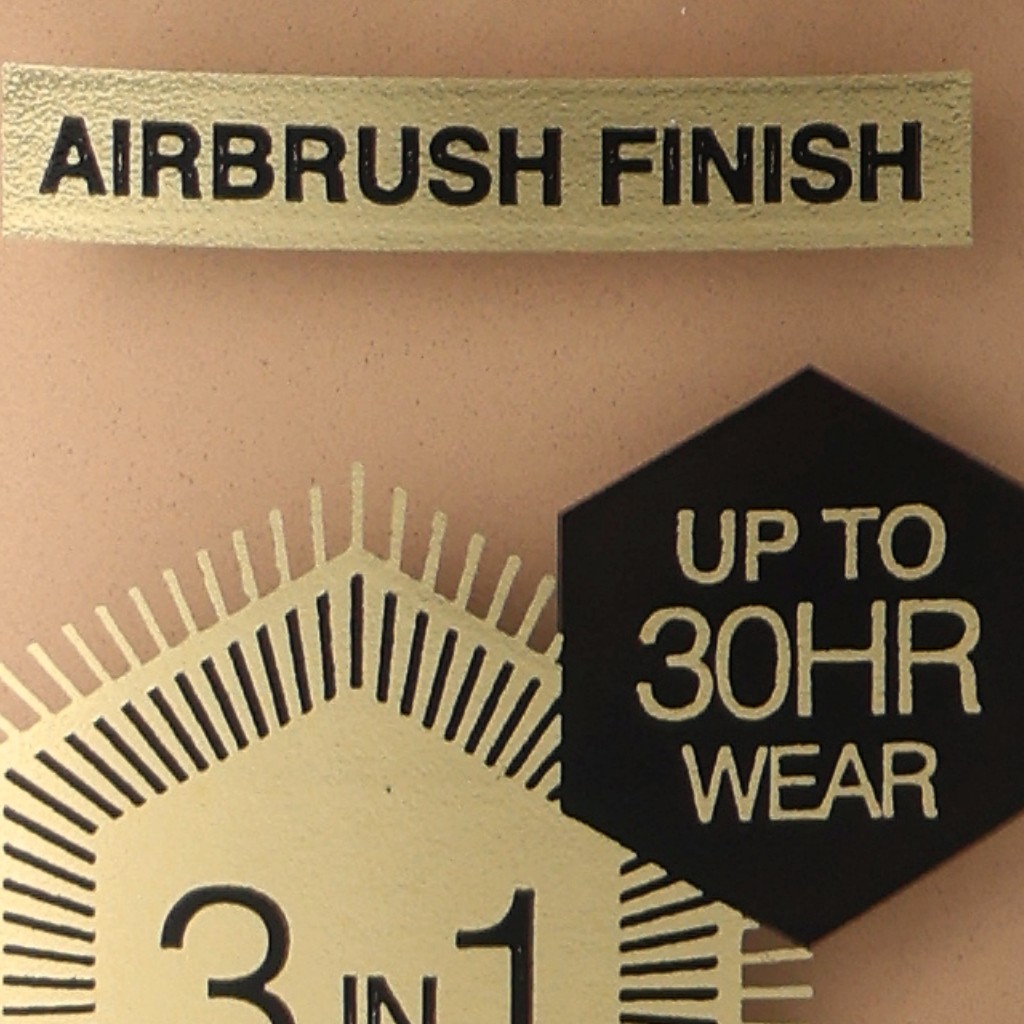 AIRBRUSH FINISH
UP TO
30HR
WEAR
3 IN 1